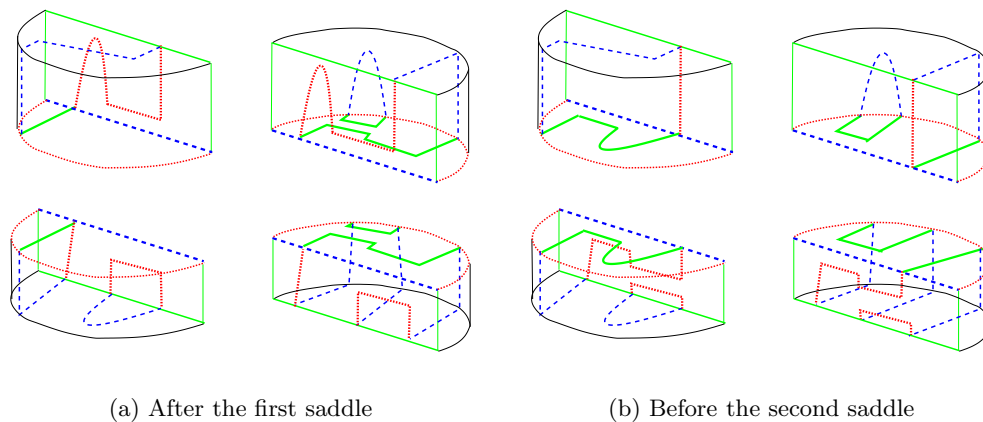 (a) After the first saddle
(b) Before the second saddle